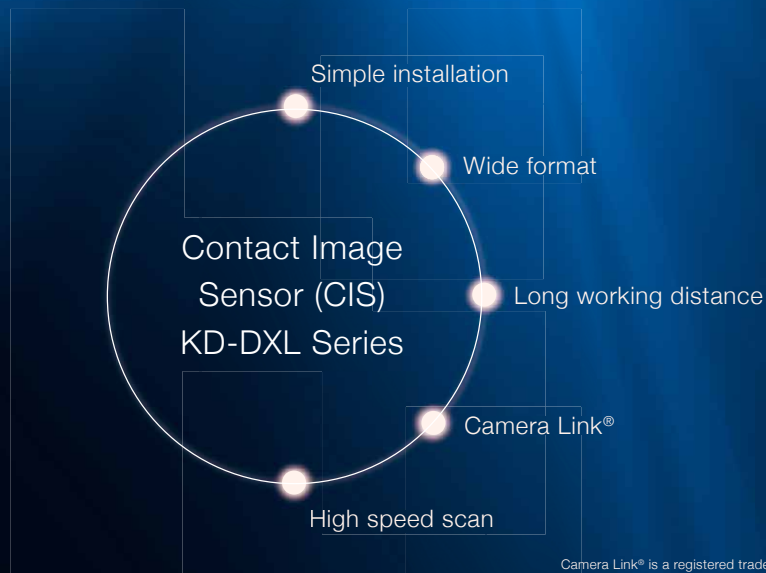 Simple installation
Wide format
Contact Image
Sensor (CIS)
KD-DXL Series
Long working distance
Camera Link®
High speed scan
Camera Link® is a registered